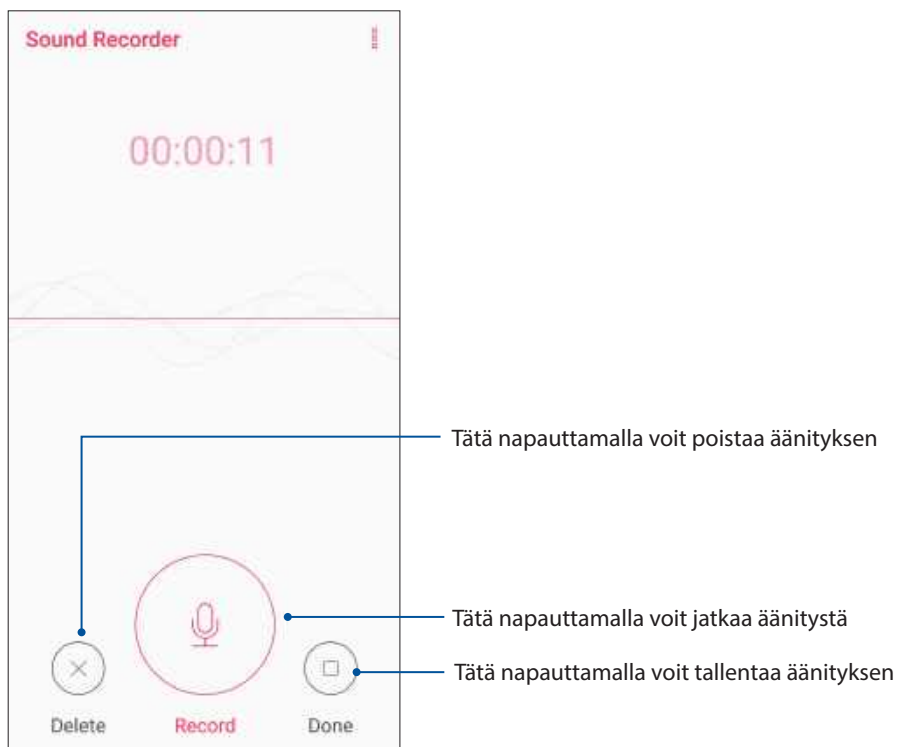 Sound Recorder
00:00:11
Tätä napauttamalla voit poistaa äänityksen
Tätä napauttamalla voit jatkaa äänitystä
Tätä napauttamalla voit tallentaa äänityksen
Delete
Record
Done